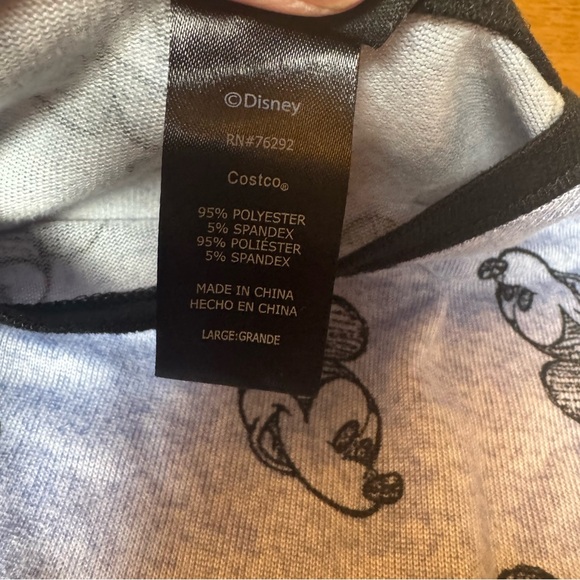 ©Disney
RN#76292
Costco®
95% POLYESTER
5% SPANDEX
95% POLIÉSTER
5% SPANDEX
MADE IN CHINA
HECHO EN CHINA
LARGE:GRANDE